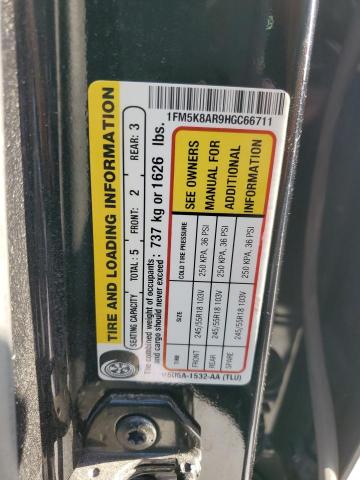 1FM5K8AR9HGC66711
TIRE AND LOADING INFORMATION
SEATING CAPACITY TOTAL: 5 FRONT: 2 REAR: 3
The combined weight of occupants
and cargo should never exceed: 737 kg or 1626 lbs.
TIRE SIZE COLD TIRE PRESSURE
FRONT 245/55R18 103V 250 KPA, 36 PSI
REAR 245/55R18 103V 250 KPA, 36 PSI
SPARE 245/55R18 103V 250 KPA, 36 PSI
SEE OWNERS
MANUAL FOR
ADDITIONAL
INFORMATION
-1532-AA (TLU)